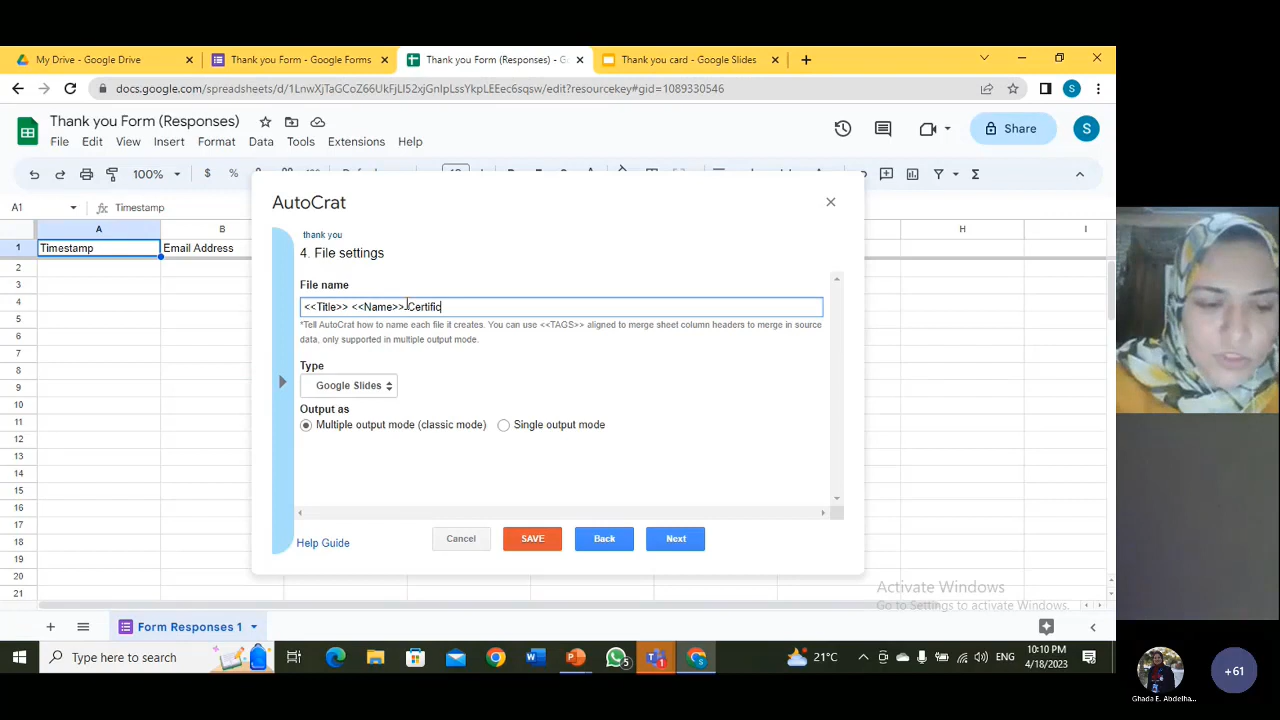 My Drive - Google Drive
Thank you Form - Google Forms
Thank you Form (Responses) - G
Thank you card - Google Slides
docs.google.com/spreadsheets/d/1LnwXjTaGCoZ66UkFjLI52xjGnlpLssYkpLEEec6sqsw/edit?resourcekey#gid=1089330546
S
Thank you Form (Responses)
File Edit View Insert Format Data Tools Extensions Help
Share
S
100% $ %
A1 fx Timestamp
A B H I
1 Timestamp Email Address
2
3
4
5
6
7
8
9
10
11
12
13
14
15
16
17
18
19
20
21
AutoCrat
thank you
4. File settings
File name
<<Title>> <<Name>> Certific
*Tell AutoCrat how to name each file it creates. You can use <<TAGS>> aligned to merge sheet column headers to merge in source
data, only supported in multiple output mode.
Type
Google Slides
Output as
Multiple output mode (classic mode) Single output mode
Help Guide
Cancel SAVE Back Next
Activate Windows
Go to Settings to activate Windows.
Form Responses 1
Type here to search
5
1
21°C
ENG
10:10 PM
4/18/2023
Ghada E. Abdelha...
+61